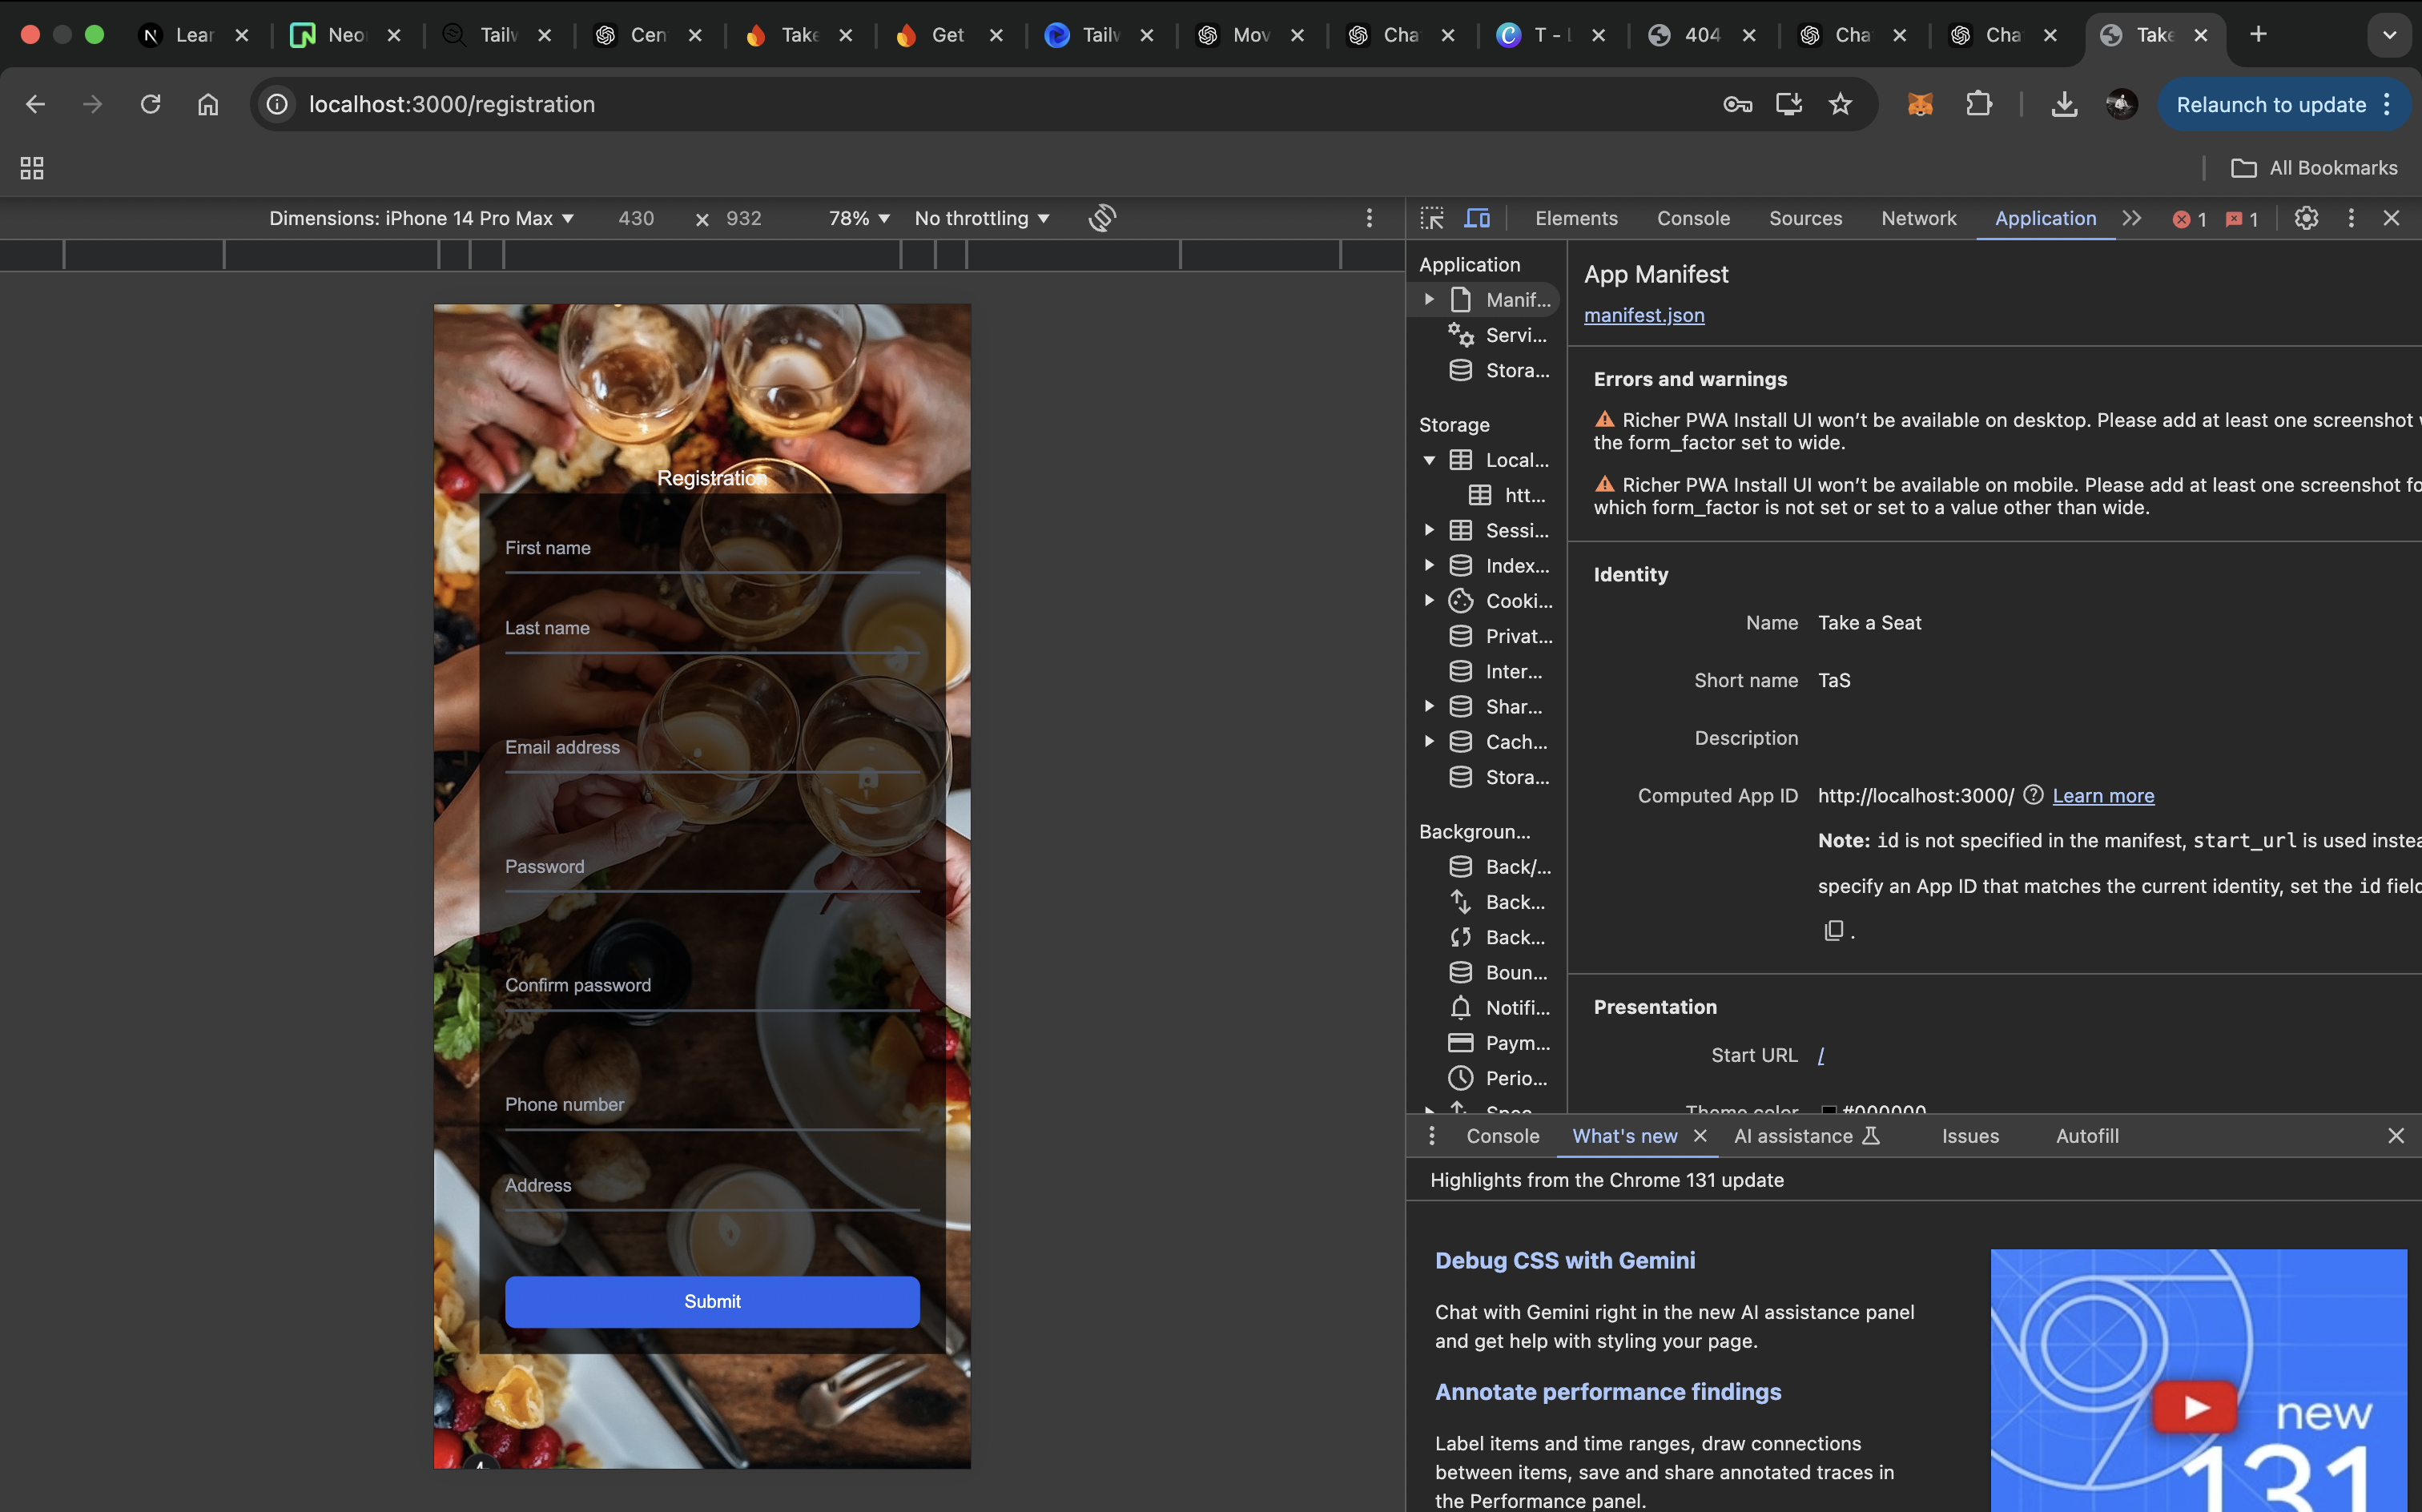 Lear
Neo
Tailw
Cen
Take
Get
Tailw
Mov
Cha
T - L
404
Cha
Cha
Take
localhost:3000/registration
Relaunch to update
All Bookmarks
Dimensions: iPhone 14 Pro Max 430 × 932 78% No throttling
Elements Console Sources Network Application 1 1
Registration
First name
Last name
Email address
Password
Confirm password
Phone number
Address
Submit
Application
Manif...
Servi...
Stora...
Storage
Local...
htt...
Sessi...
Index...
Cooki...
Privat...
Inter...
Shar...
Cach...
Stora...
Backgroun...
Back/...
Back...
Back...
Boun...
Notifi...
Paym...
Perio...
Spec
App Manifest
manifest.json
Errors and warnings
Richer PWA Install UI won’t be available on desktop. Please add at least one screenshot
the form_factor set to wide.
Richer PWA Install UI won’t be available on mobile. Please add at least one screenshot fo
which form_factor is not set or set to a value other than wide.
Identity
Name Take a Seat
Short name TaS
Description
Computed App ID http://localhost:3000/ Learn more
Note: id is not specified in the manifest, start_url is used instea
specify an App ID that matches the current identity, set the id field
.
Presentation
Start URL /
Theme color #000000
Console What's new AI assistance Issues Autofill
Highlights from the Chrome 131 update
Debug CSS with Gemini
Chat with Gemini right in the new AI assistance panel
and get help with styling your page.
Annotate performance findings
Label items and time ranges, draw connections
between items, save and share annotated traces in
the Performance panel.
new
131